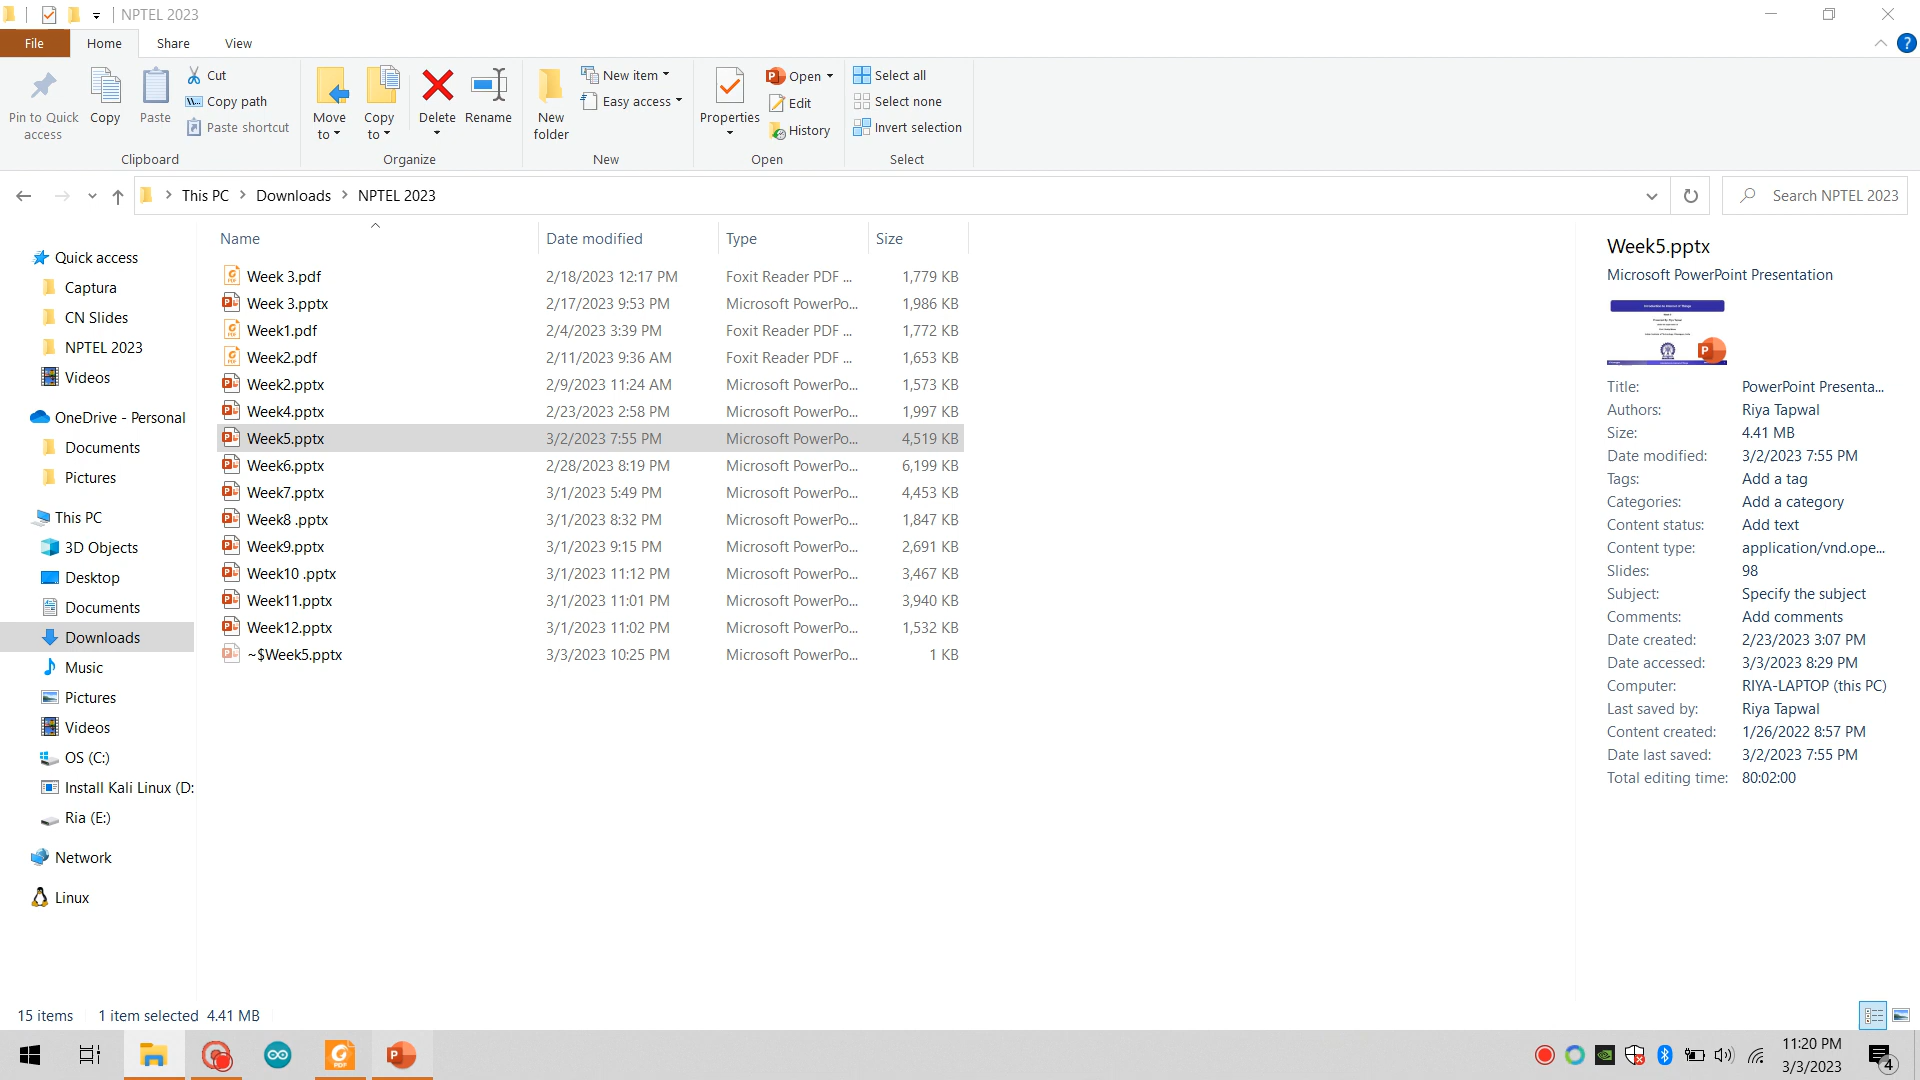 NPTEL 2023
File Home Share View
Pin to Quick access
Copy
Paste
Cut
Copy path
Paste shortcut
Clipboard
Move to
Copy to
Delete
Rename
Organize
New folder
New item
Easy access
New
Properties
Open
Edit
History
Open
Select all
Select none
Invert selection
Select
This PC Downloads NPTEL 2023
Search NPTEL 2023
Quick access
Captura
CN Slides
NPTEL 2023
Videos
OneDrive - Personal
Documents
Pictures
This PC
3D Objects
Desktop
Documents
Downloads
Music
Pictures
Videos
OS (C:)
Install Kali Linux (D:
Ria (E:)
Network
Linux
Name Date modified Type Size
Week 3.pdf 2/18/2023 12:17 PM Foxit Reader PDF ... 1,779 KB
Week 3.pptx 2/17/2023 9:53 PM Microsoft PowerPo... 1,986 KB
Week1.pdf 2/4/2023 3:39 PM Foxit Reader PDF ... 1,772 KB
Week2.pdf 2/11/2023 9:36 AM Foxit Reader PDF ... 1,653 KB
Week2.pptx 2/9/2023 11:24 AM Microsoft PowerPo... 1,573 KB
Week4.pptx 2/23/2023 2:58 PM Microsoft PowerPo... 1,997 KB
Week5.pptx 3/2/2023 7:55 PM Microsoft PowerPo... 4,519 KB
Week6.pptx 2/28/2023 8:19 PM Microsoft PowerPo... 6,199 KB
Week7.pptx 3/1/2023 5:49 PM Microsoft PowerPo... 4,453 KB
Week8 .pptx 3/1/2023 8:32 PM Microsoft PowerPo... 1,847 KB
Week9.pptx 3/1/2023 9:15 PM Microsoft PowerPo... 2,691 KB
Week10 .pptx 3/1/2023 11:12 PM Microsoft PowerPo... 3,467 KB
Week11.pptx 3/1/2023 11:01 PM Microsoft PowerPo... 3,940 KB
Week12.pptx 3/1/2023 11:02 PM Microsoft PowerPo... 1,532 KB
~$Week5.pptx 3/3/2023 10:25 PM Microsoft PowerPo... 1 KB
Week5.pptx
Microsoft PowerPoint Presentation
Title: PowerPoint Presenta...
Authors: Riya Tapwal
Size: 4.41 MB
Date modified: 3/2/2023 7:55 PM
Tags: Add a tag
Categories: Add a category
Content status: Add text
Content type: application/vnd.ope...
Slides: 98
Subject: Specify the subject
Comments: Add comments
Date created: 2/23/2023 3:07 PM
Date accessed: 3/3/2023 8:29 PM
Computer: RIYA-LAPTOP (this PC)
Last saved by: Riya Tapwal
Content created: 1/26/2022 8:57 PM
Date last saved: 3/2/2023 7:55 PM
Total editing time: 80:02:00
15 items 1 item selected 4.41 MB
11:20 PM
3/3/2023
4